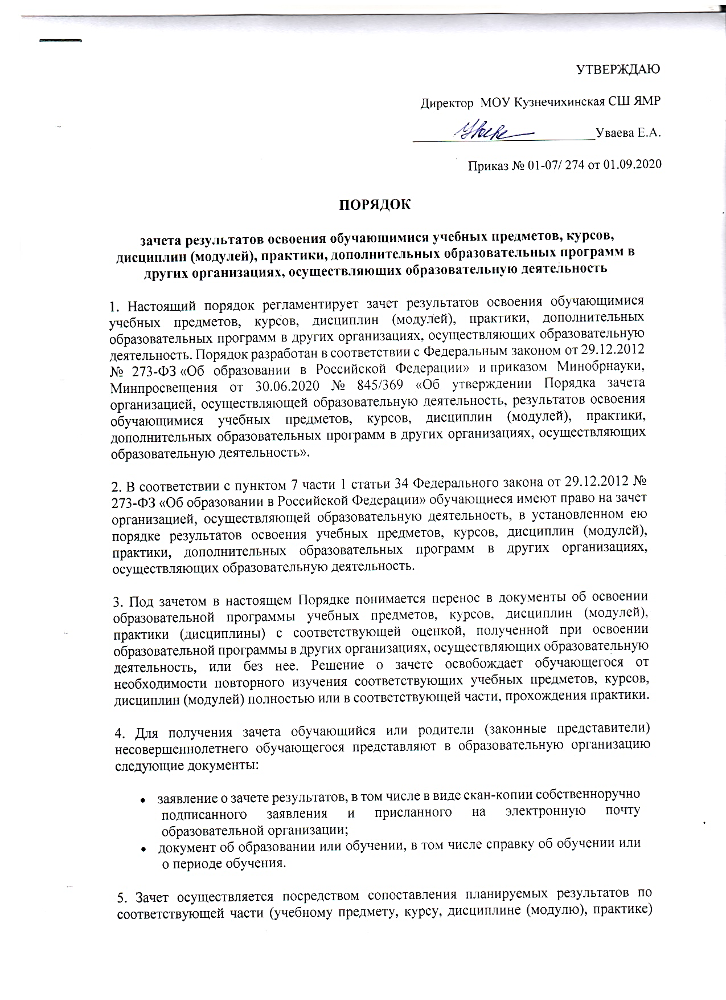 УТВЕРЖДАЮ
Директор МОУ Кузнечихинская СШ ЯМР
Уваева Е.А.
Приказ № 01-07/ 274 от 01.09.2020
ПОРЯДОК
зачета результатов освоения обучающимися учебных предметов, курсов,
дисциплин (модулей), практики, дополнительных образовательных программ в
других организациях, осуществляющих образовательную деятельность
1. Настоящий порядок регламентирует зачет результатов освоения обучающимися
учебных предметов, курсов, дисциплин (модулей), практики, дополнительных
образовательных программ в других организациях, осуществляющих образовательную
деятельность. Порядок разработан в соответствии с Федеральным законом от 29.12.2012
№ 273-ФЗ «Об образовании в Российской Федерации» и приказом Минобрнауки,
Минпросвещения от 30.06.2020 № 845/369 «Об утверждении Порядка зачета
организацией, осуществляющей образовательную деятельность, результатов освоения
обучающимися учебных предметов, курсов, дисциплин (модулей), практики,
дополнительных образовательных программ в других организациях, осуществляющих
образовательную деятельность».
2. В соответствии с пунктом 7 части 1 статьи 34 Федерального закона от 29.12.2012 №
273-ФЗ «Об образовании в Российской Федерации» обучающиеся имеют право на зачет
организацией, осуществляющей образовательную деятельность, в установленном ею
порядке результатов освоения учебных предметов, курсов, дисциплин (модулей),
практики, дополнительных образовательных программ в других организациях,
осуществляющих образовательную деятельность.
3. Под зачетом в настоящем Порядке понимается перенос в документы об освоении
образовательной программы учебных предметов, курсов, дисциплин (модулей),
практики (дисциплины) с соответствующей оценкой, полученной при освоении
образовательной программы в других организациях, осуществляющих образовательную
деятельность, или без нее. Решение о зачете освобождает обучающегося от
необходимости повторного изучения соответствующих учебных предметов, курсов,
дисциплин (модулей) полностью или в соответствующей части, прохождения практики.
4. Для получения зачета обучающийся или родители (законные представители)
несовершеннолетнего обучающегося представляют в образовательную организацию
следующие документы:
• заявление о зачете результатов, в том числе в виде скан-копии собственноручно
подписанного заявления и присланного на электронную почту
образовательной организации;
• документ об образовании или обучении, в том числе справку об обучении или
о периоде обучения.
5. Зачет осуществляется посредством сопоставления планируемых результатов по
соответствующей части (учебному предмету, курсу, дисциплине (модулю), практике)